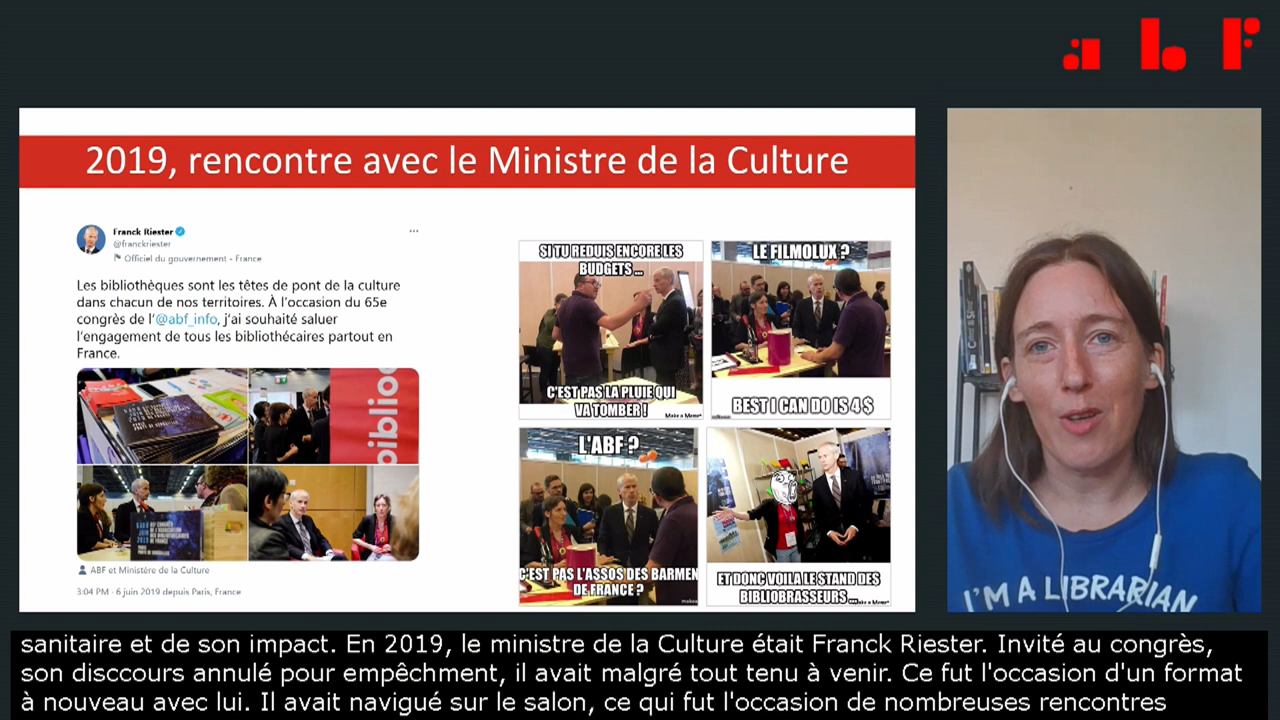 a b f
2019, rencontre avec le Ministre de la Culture
Franck Riester
@franckriester
Officiel du gouvernement - France
Les bibliothèques sont les têtes de pont de la culture
dans chacun de nos territoires. À l'occasion du 65e
congrès de l'@abf_info, j'ai souhaité saluer
l'engagement de tous les bibliothécaires partout en
France.
biblio
ABF et Ministère de la Culture
3:04 PM · 6 juin 2019 depuis Paris, France
SI TU REDUIS ENCORE LES
BUDGETS...
C'EST PAS LA PLUIE QUI
VA TOMBER !
Make a Meme
LE FILMOLUX ?
BEST I CAN DO IS 4 $
L'ABF ?
C'EST PAS L'ASSOS DES BARMEN
DE FRANCE ?
ET DONC VOILA LE STAND DES
BIBLIOBRASSEURS...
Make a Meme
I'M A LIBRARIAN
sanitaire et de son impact. En 2019, le ministre de la Culture était Franck Riester. Invité au congrès,
son disccours annulé pour empêchment, il avait malgré tout tenu à venir. Ce fut l'occasion d'un format
à nouveau avec lui. Il avait navigué sur le salon, ce qui fut l'occasion de nombreuses rencontres